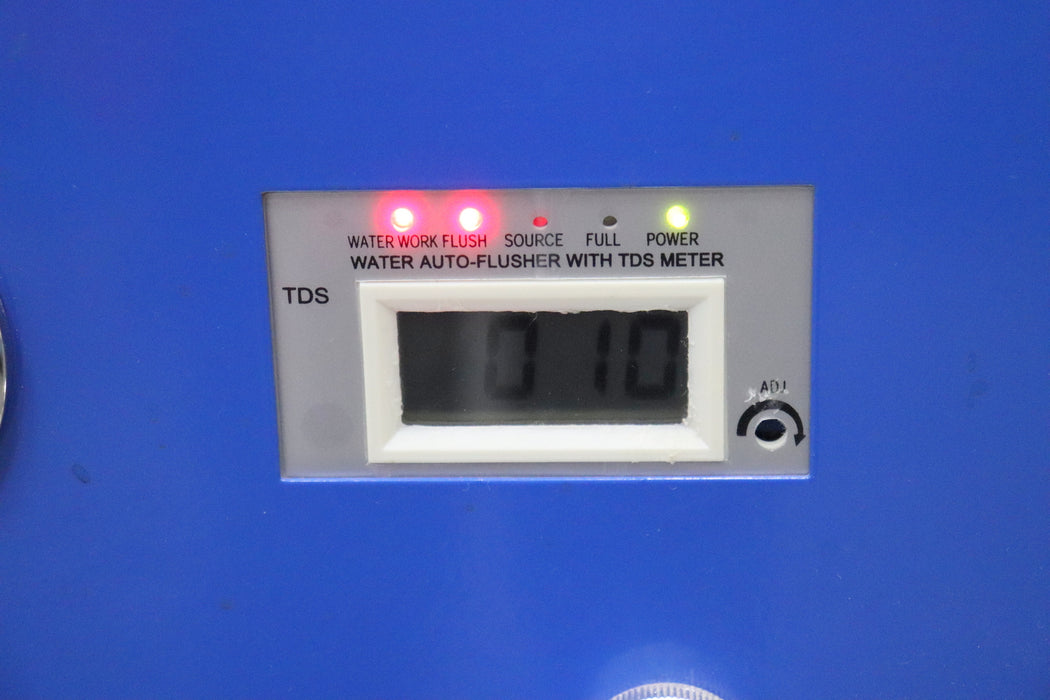 WATER WORK FLUSH SOURCE FULL POWER
WATER AUTO-FLUSHER WITH TDS METER
TDS
010
ADJ